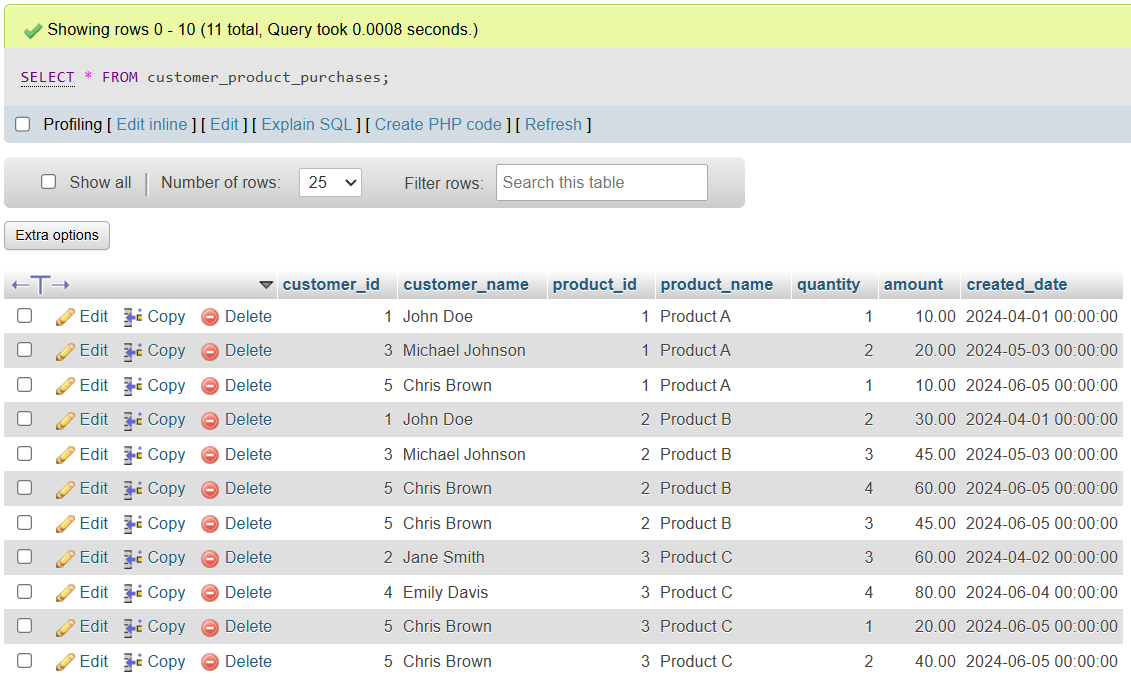 Showing rows 0 - 10 (11 total, Query took 0.0008 seconds.)
SELECT * FROM customer_product_purchases;
Profiling [ Edit inline ] [ Edit ] [ Explain SQL ] [ Create PHP code ] [ Refresh ]
Show all | Number of rows: 25 Filter rows: Search this table
Extra options
customer_id customer_name product_id product_name quantity amount created_date
Edit Copy Delete 1 John Doe 1 Product A 1 10.00 2024-04-01 00:00:00
Edit Copy Delete 3 Michael Johnson 1 Product A 2 20.00 2024-05-03 00:00:00
Edit Copy Delete 5 Chris Brown 1 Product A 1 10.00 2024-06-05 00:00:00
Edit Copy Delete 1 John Doe 2 Product B 2 30.00 2024-04-01 00:00:00
Edit Copy Delete 3 Michael Johnson 2 Product B 3 45.00 2024-05-03 00:00:00
Edit Copy Delete 5 Chris Brown 2 Product B 4 60.00 2024-06-05 00:00:00
Edit Copy Delete 5 Chris Brown 2 Product B 3 45.00 2024-06-05 00:00:00
Edit Copy Delete 2 Jane Smith 3 Product C 3 60.00 2024-04-02 00:00:00
Edit Copy Delete 4 Emily Davis 3 Product C 4 80.00 2024-06-04 00:00:00
Edit Copy Delete 5 Chris Brown 3 Product C 1 20.00 2024-06-05 00:00:00
Edit Copy Delete 5 Chris Brown 3 Product C 2 40.00 2024-06-05 00:00:00